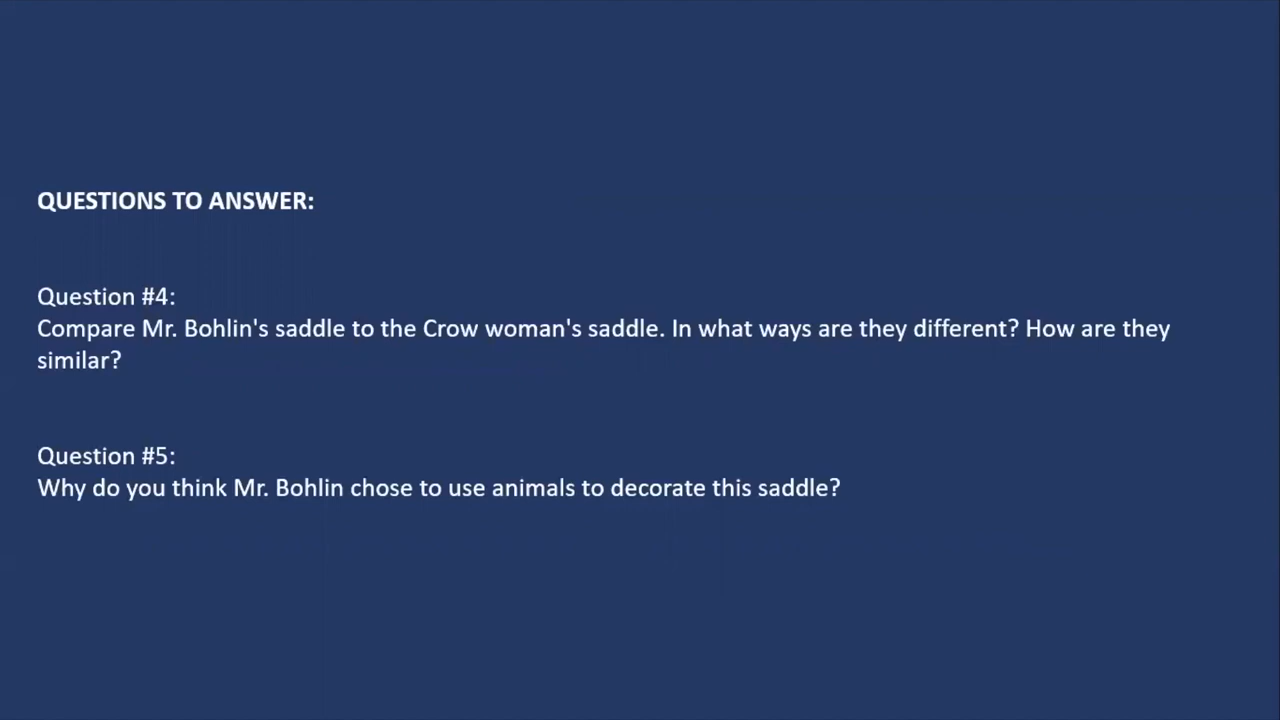 QUESTIONS TO ANSWER:
Question #4:
Compare Mr. Bohlin's saddle to the Crow woman's saddle. In what ways are they different? How are they
similar?
Question #5:
Why do you think Mr. Bohlin chose to use animals to decorate this saddle?